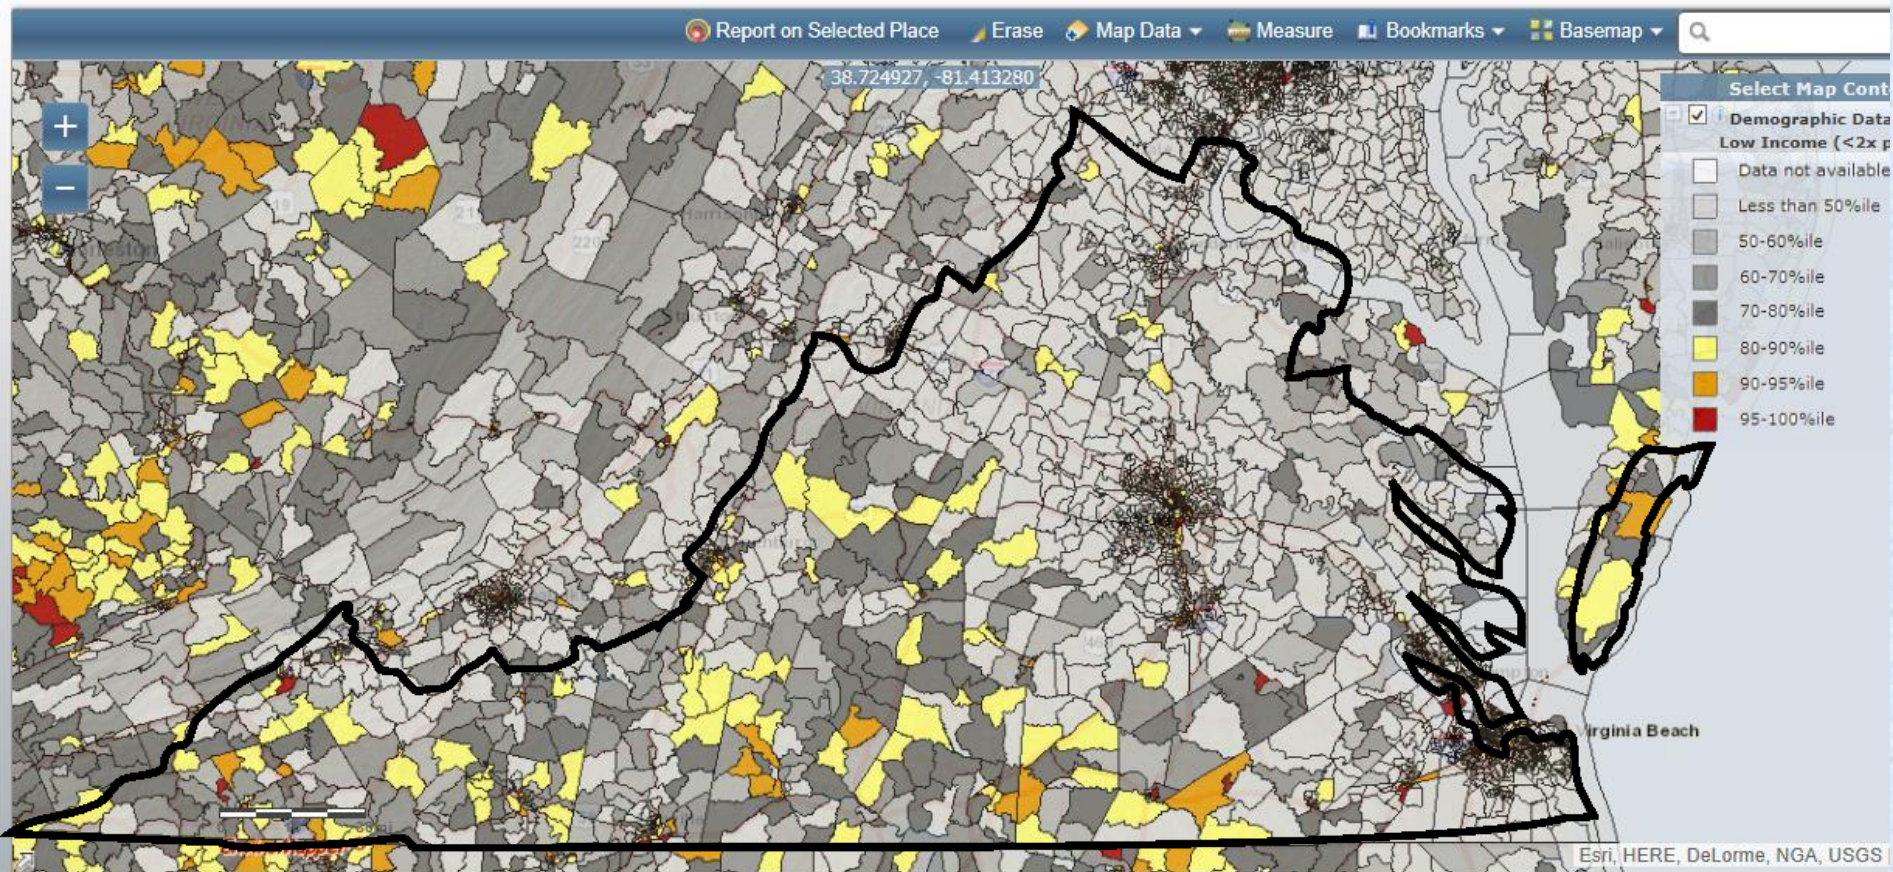 Report on Selected Place Erase Map Data Measure Bookmarks Basemap
38.724927, -81.413280
+
−
Select Map Cont
Demographic Data
Low Income (<2x p
Data not available
Less than 50%ile
50-60%ile
60-70%ile
70-80%ile
80-90%ile
90-95%ile
95-100%ile
219
220
Virginia Beach
Esri, HERE, DeLorme, NGA, USGS